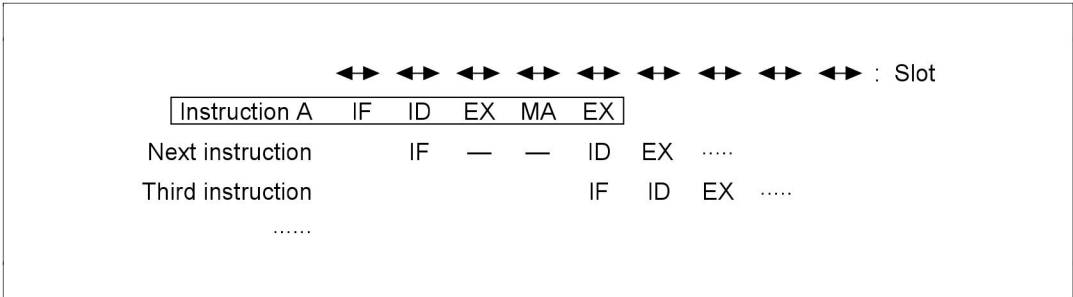 : Slot
Instruction A IF ID EX MA EX
Next instruction IF — — ID EX .....
Third instruction IF ID EX .....
......